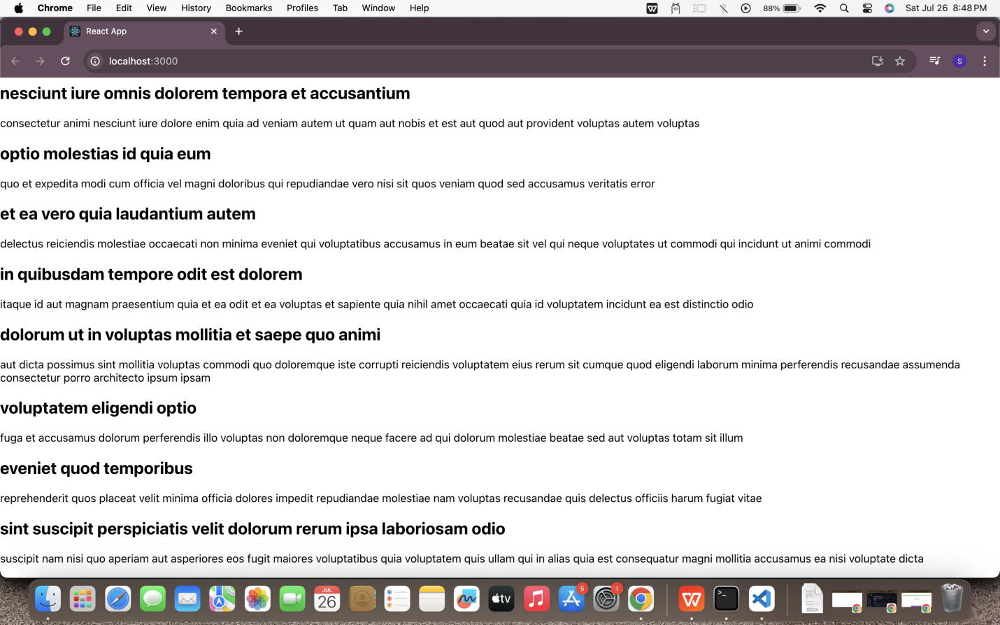 Chrome File Edit View History Bookmarks Profiles Tab Window Help 88% Sat Jul 26 8:48 PM
React App
localhost:3000 S
nesciunt iure omnis dolorem tempora et accusantium
consectetur animi nesciunt iure dolore enim quia ad veniam autem ut quam aut nobis et est aut quod aut provident voluptas autem voluptas
optio molestias id quia eum
quo et expedita modi cum officia vel magni doloribus qui repudiandae vero nisi sit quos veniam quod sed accusamus veritatis error
et ea vero quia laudantium autem
delectus reiciendis molestiae occaecati non minima eveniet qui voluptatibus accusamus in eum beatae sit vel qui neque voluptates ut commodi qui incidunt ut animi commodi
in quibusdam tempore odit est dolorem
itaque id aut magnam praesentium quia et ea odit et ea voluptas et sapiente quia nihil amet occaecati quia id voluptatem incidunt ea est distinctio odio
dolorum ut in voluptas mollitia et saepe quo animi
aut dicta possimus sint mollitia voluptas commodi quo doloremque iste corrupti reiciendis voluptatem eius rerum sit cumque quod eligendi laborum minima perferendis recusandae assumenda
consectetur porro architecto ipsum ipsam
voluptatem eligendi optio
fuga et accusamus dolorum perferendis illo voluptas non doloremque neque facere ad qui dolorum molestiae beatae sed aut voluptas totam sit illum
eveniet quod temporibus
reprehenderit quos placeat velit minima officia dolores impedit repudiandae molestiae nam voluptas recusandae quis delectus officiis harum fugiat vitae
sint suscipit perspiciatis velit dolorum rerum ipsa laboriosam odio
suscipit nam nisi quo aperiam aut asperiores eos fugit maiores voluptatibus quia voluptatem quis ullam qui in alias quia est consequatur magni mollitia accusamus ea nisi voluptate dicta
JUL 5 1
26 tv W DOCX